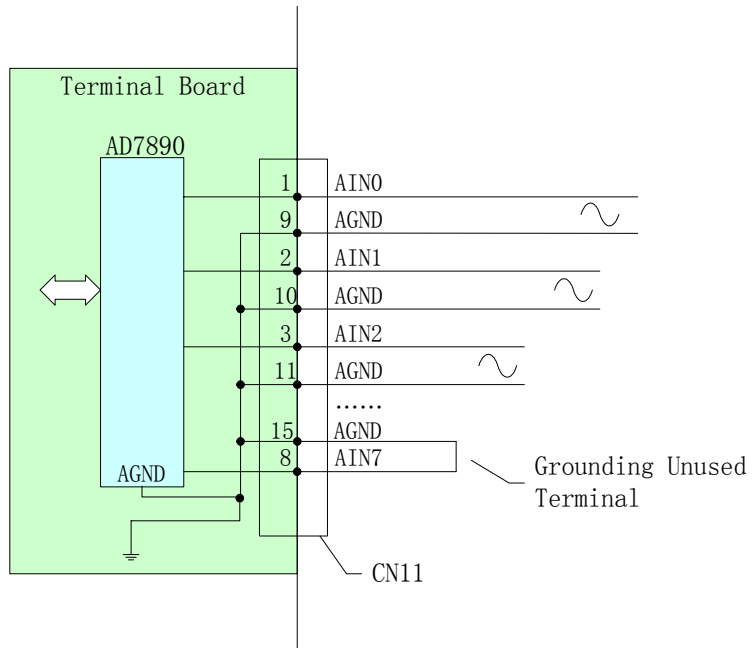 Terminal Board
AD7890
1 AIN0
9 AGND
2 AIN1
10 AGND
3 AIN2
11 AGND
......
15 AGND
8 AIN7
AGND
Grounding Unused
Terminal
CN11